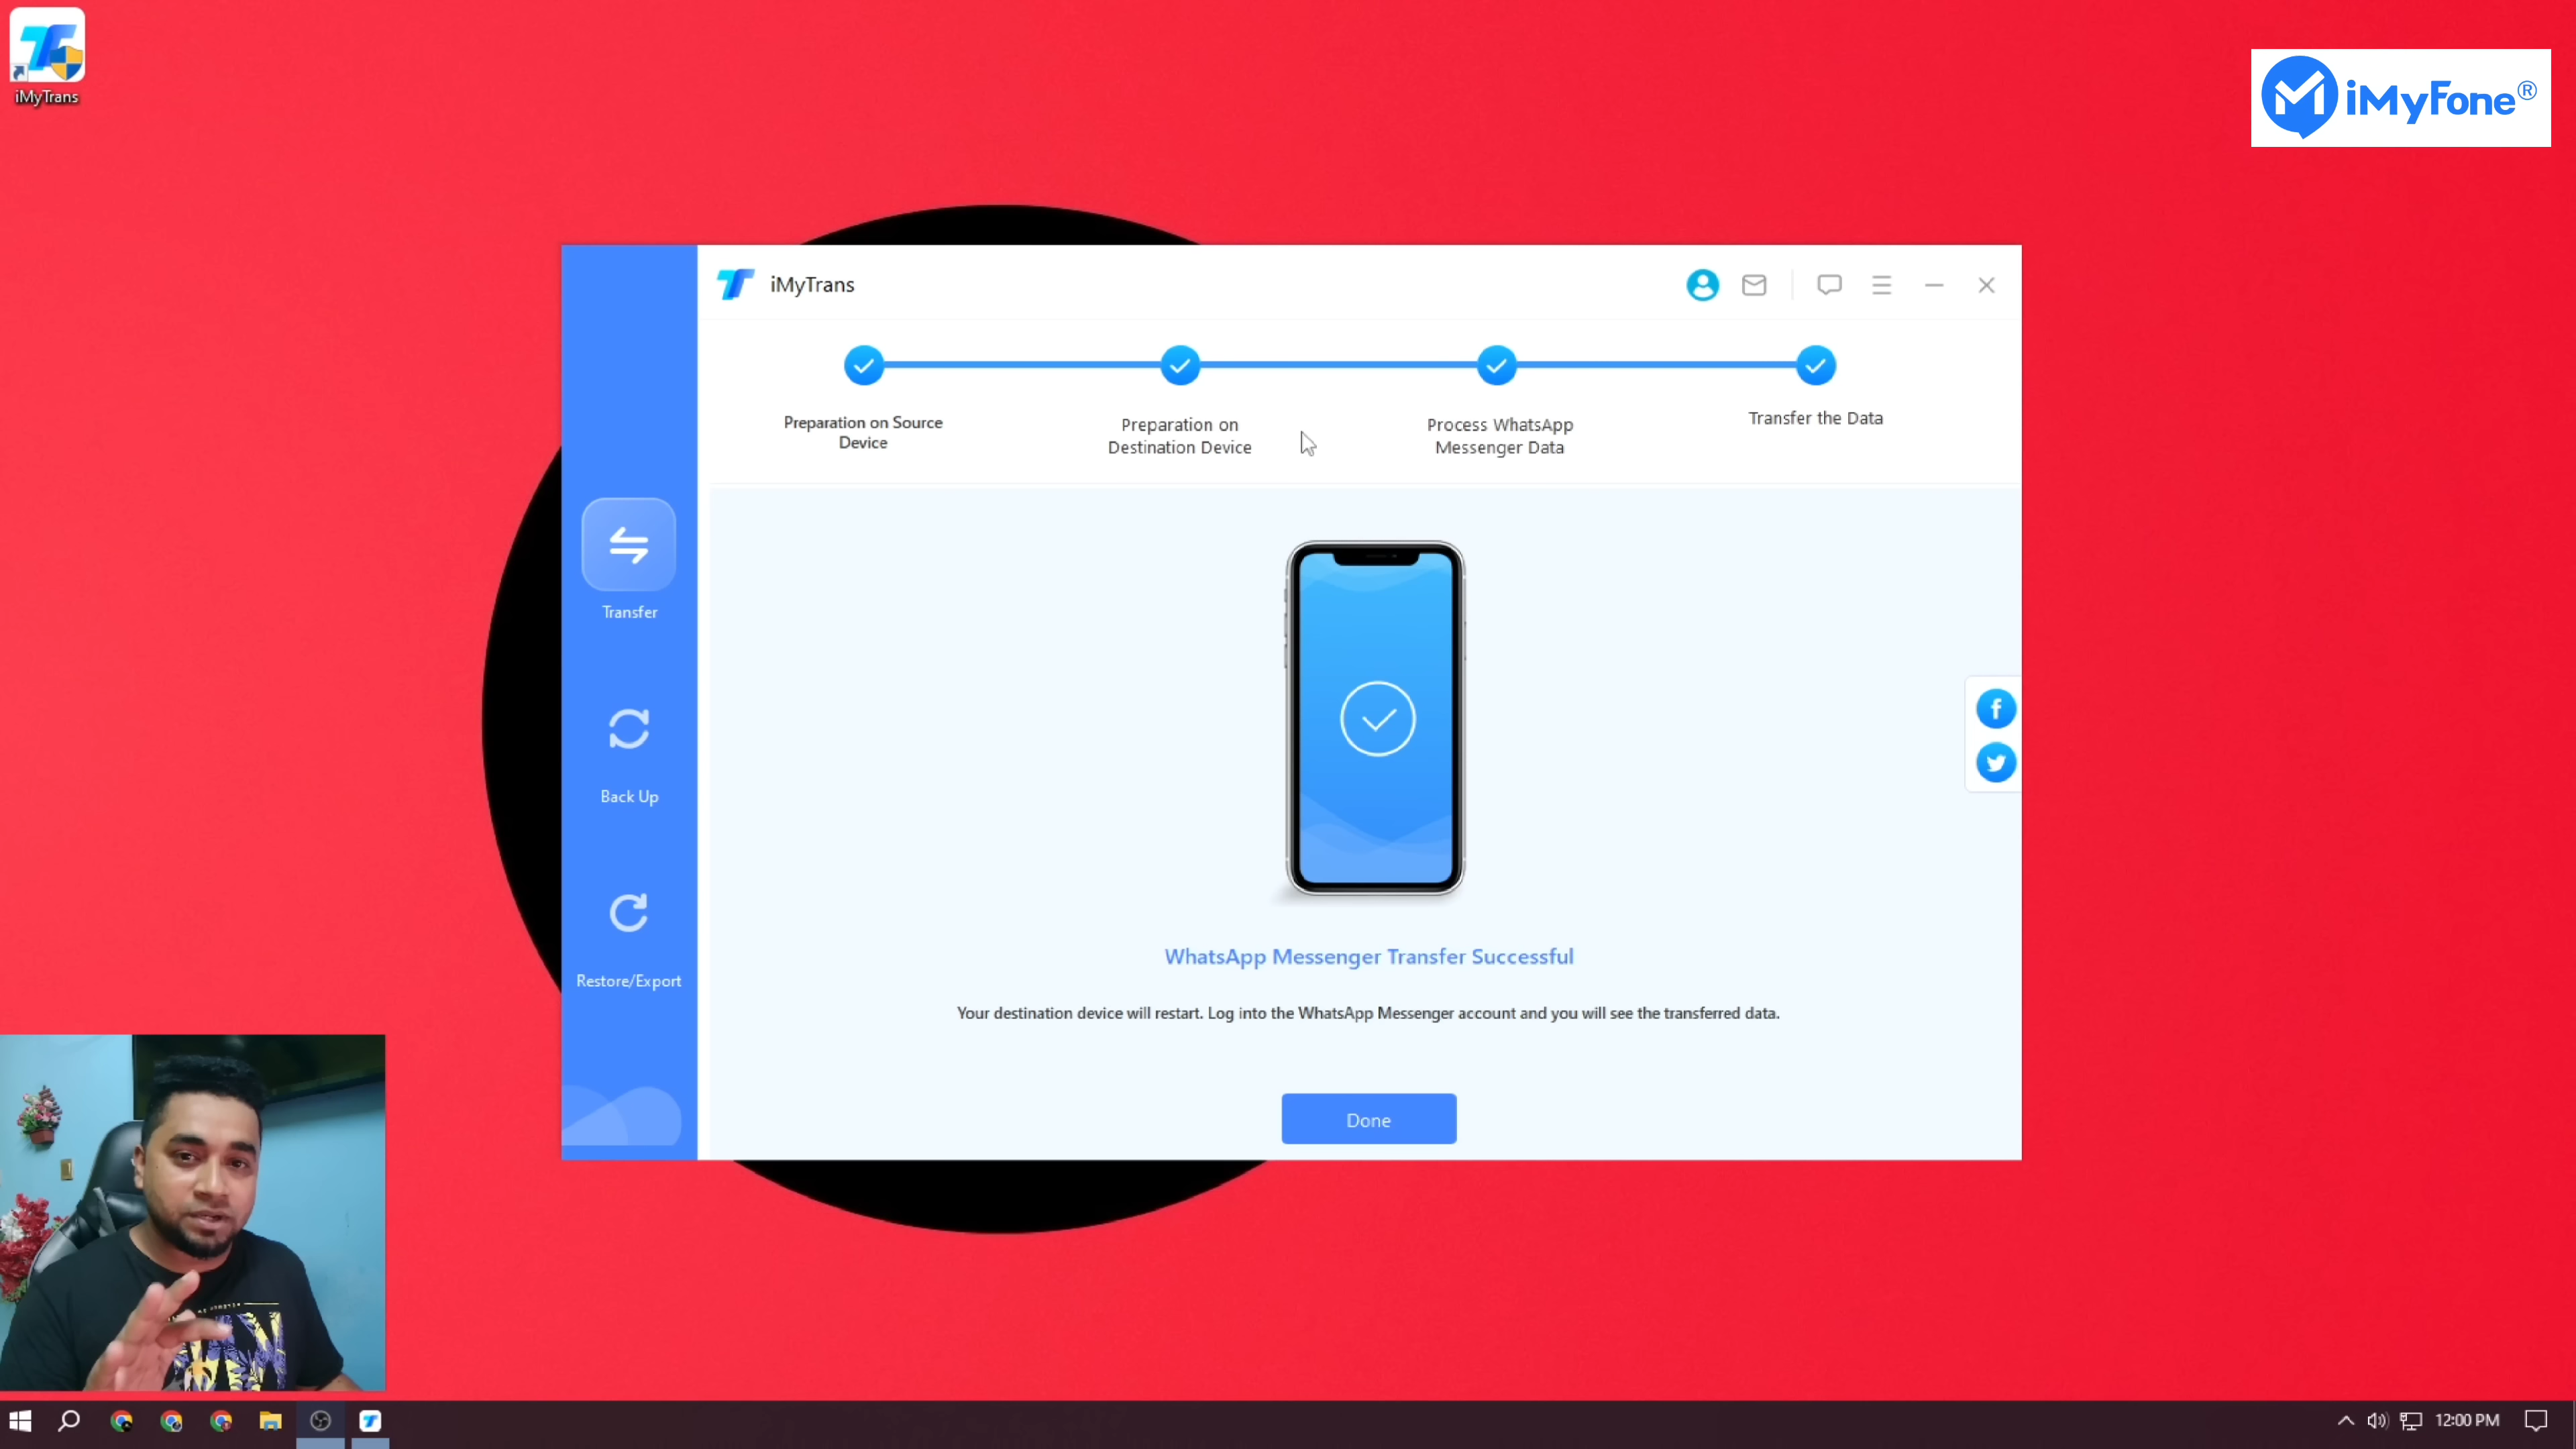 iMyTrans
iMyFone®
iMyTrans
Preparation on Source
Device
Preparation on
Destination Device
Process WhatsApp
Messenger Data
Transfer the Data
Transfer
Back Up
Restore/Export
WhatsApp Messenger Transfer Successful
Your destination device will restart. Log into the WhatsApp Messenger account and you will see the transferred data.
Done
12:00 PM